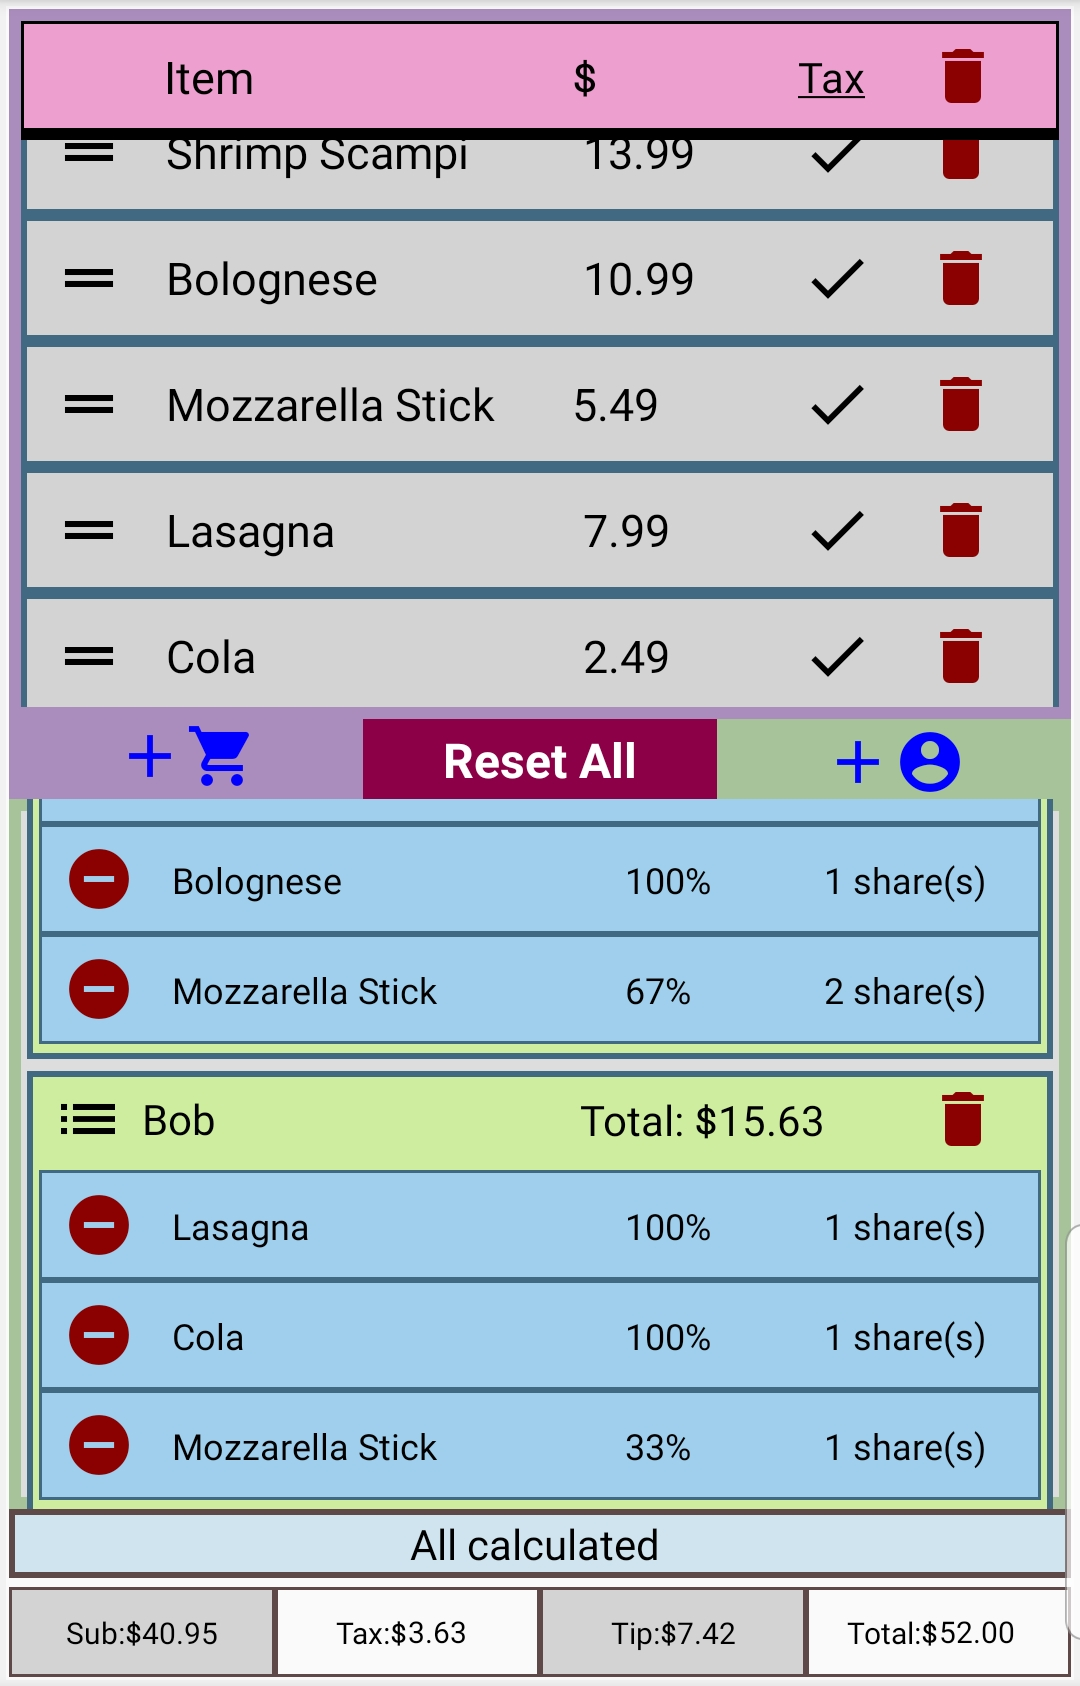 Item $ Tax
Shrimp Scampi 13.99
Bolognese 10.99
Mozzarella Stick 5.49
Lasagna 7.99
Cola 2.49
Reset All
Bolognese 100% 1 share(s)
Mozzarella Stick 67% 2 share(s)
Bob Total: $15.63
Lasagna 100% 1 share(s)
Cola 100% 1 share(s)
Mozzarella Stick 33% 1 share(s)
All calculated
Sub:$40.95 Tax:$3.63 Tip:$7.42 Total:$52.00